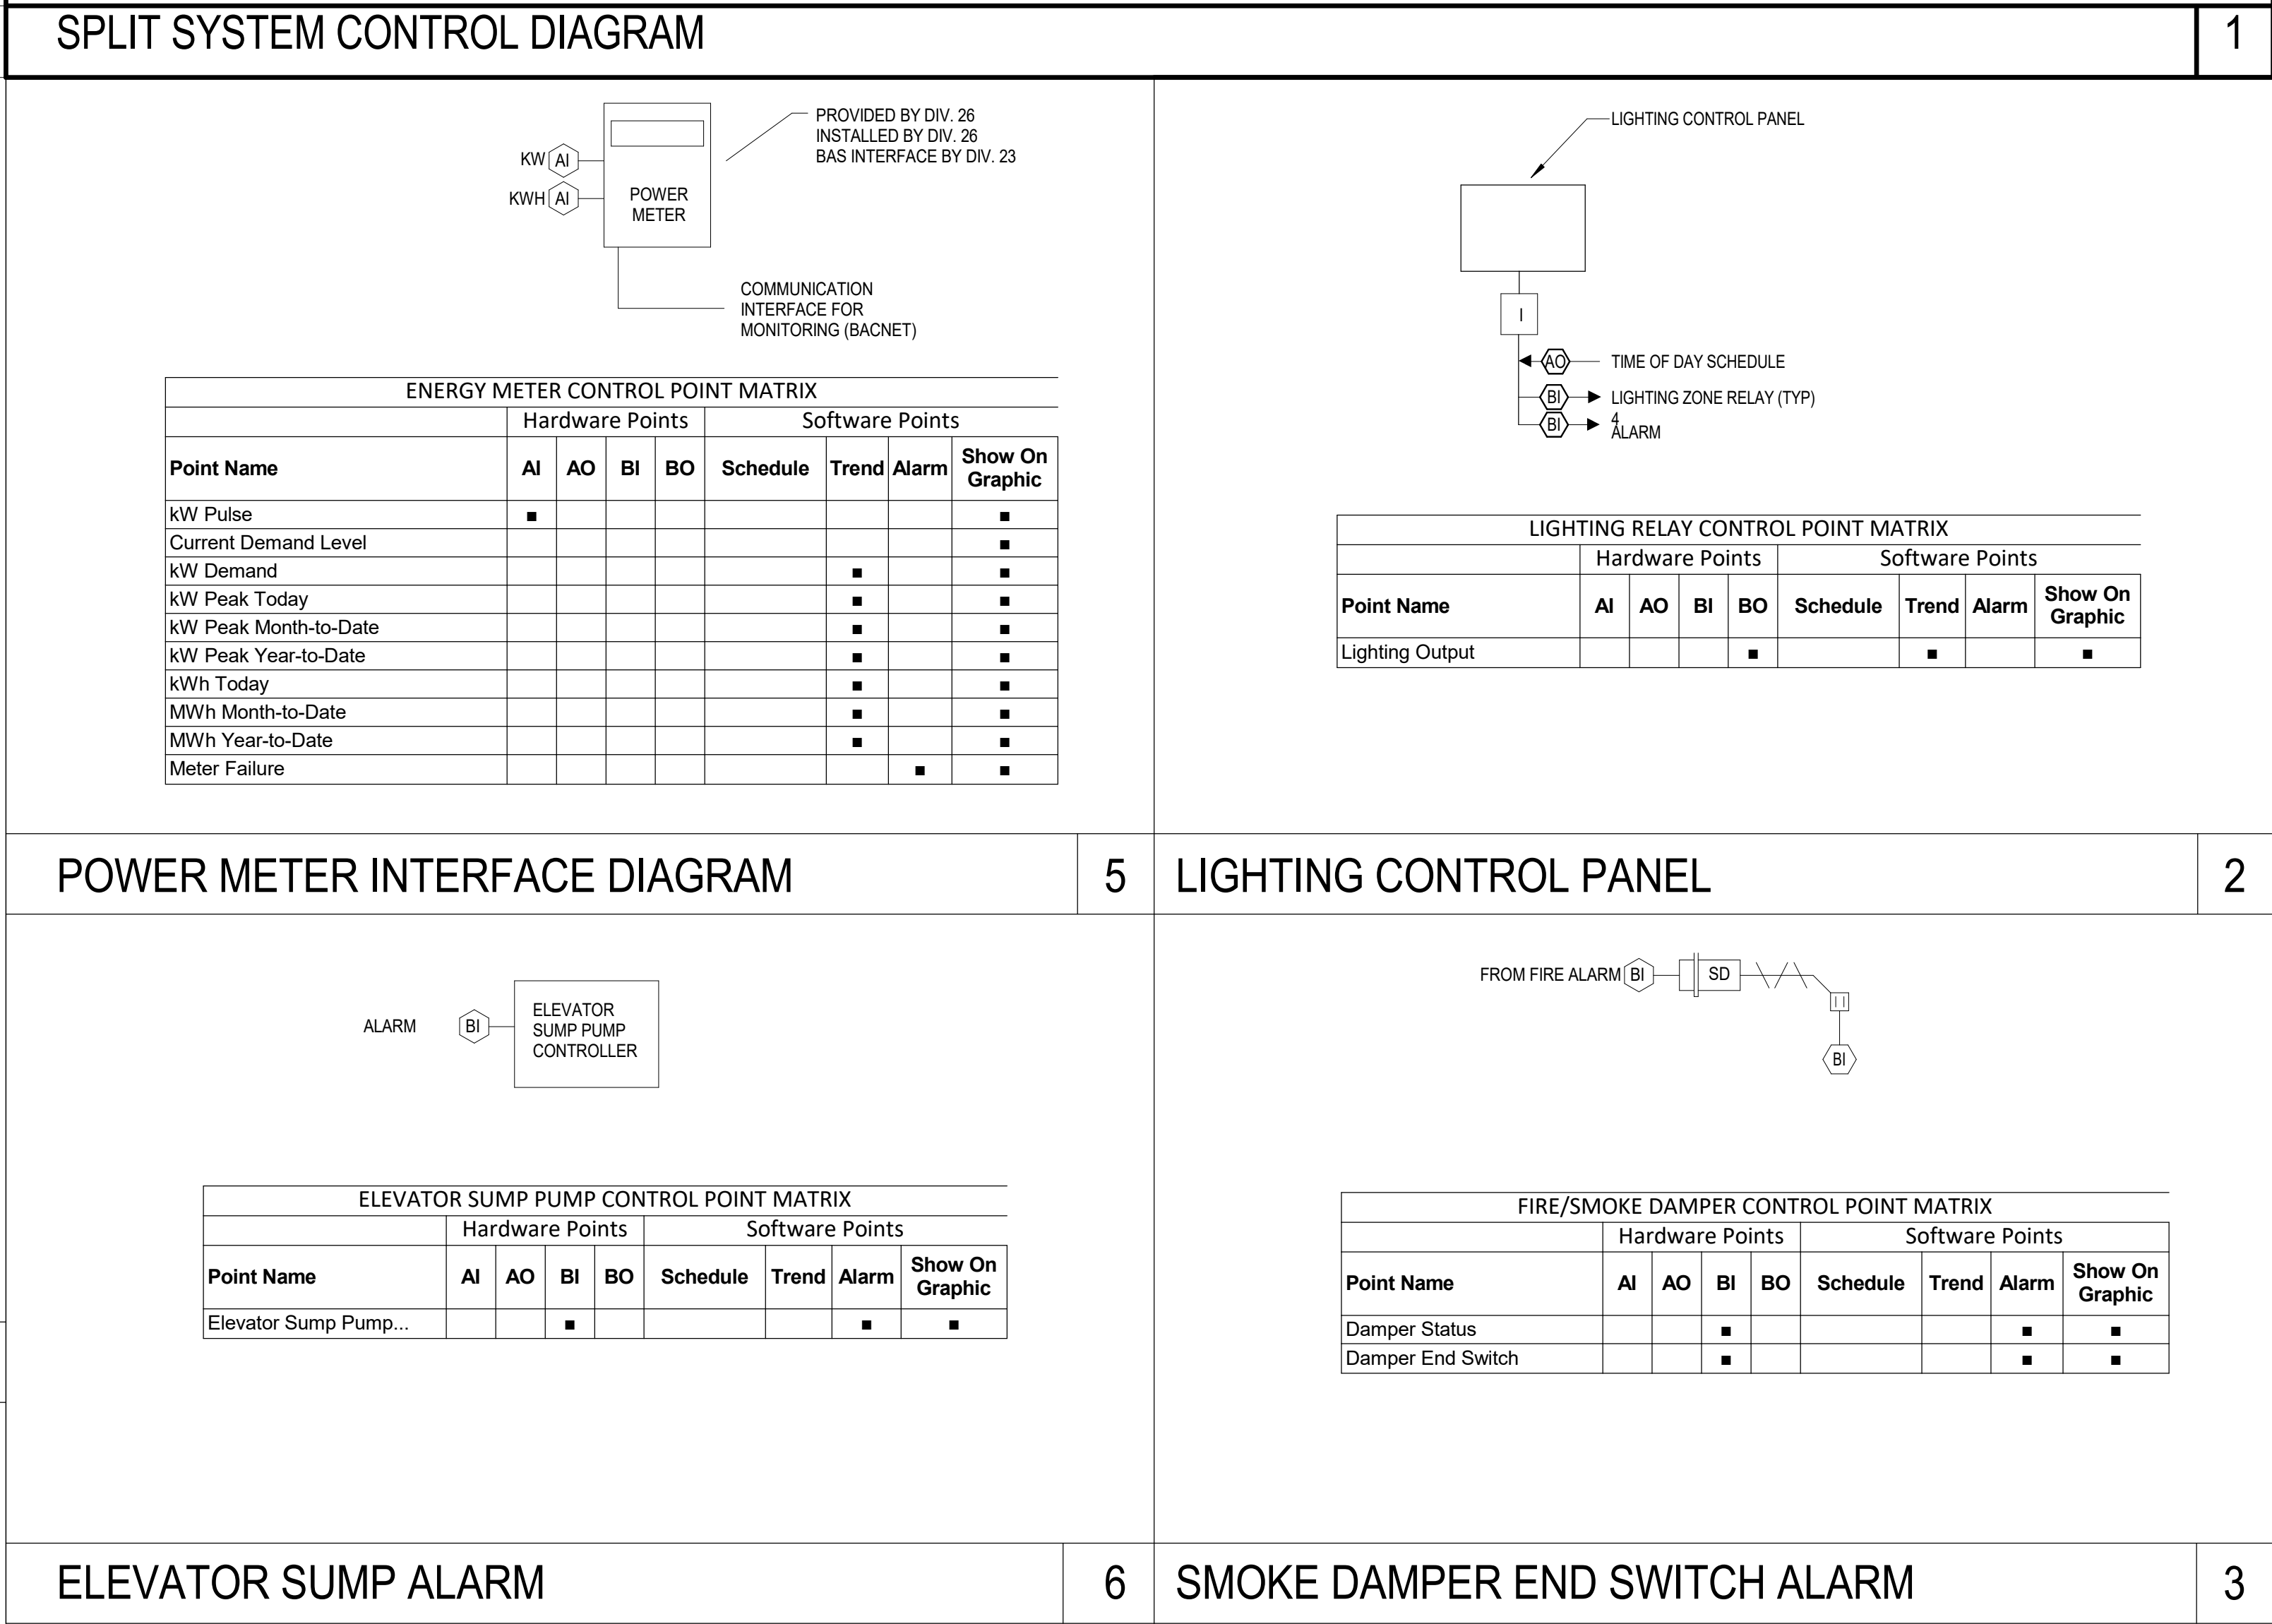 SPLIT SYSTEM CONTROL DIAGRAM 1
PROVIDED BY DIV. 26
INSTALLED BY DIV. 26
BAS INTERFACE BY DIV. 23
KW AI
KWH AI
POWER
METER
COMMUNICATION
INTERFACE FOR
MONITORING (BACNET)
ENERGY METER CONTROL POINT MATRIX
Hardware Points Software Points
Point Name AI AO BI BO Schedule Trend Alarm Show On Graphic
kW Pulse ■ ■
Current Demand Level ■
kW Demand ■ ■
kW Peak Today ■ ■
kW Peak Month-to-Date ■ ■
kW Peak Year-to-Date ■ ■
kWh Today ■ ■
MWh Month-to-Date ■ ■
MWh Year-to-Date ■ ■
Meter Failure ■ ■
POWER METER INTERFACE DIAGRAM 5
LIGHTING CONTROL PANEL
I
AO TIME OF DAY SCHEDULE
BI LIGHTING ZONE RELAY (TYP)
4
BI ALARM
LIGHTING RELAY CONTROL POINT MATRIX
Hardware Points Software Points
Point Name AI AO BI BO Schedule Trend Alarm Show On Graphic
Lighting Output ■ ■ ■
LIGHTING CONTROL PANEL 2
ALARM BI
ELEVATOR
SUMP PUMP
CONTROLLER
ELEVATOR SUMP PUMP CONTROL POINT MATRIX
Hardware Points Software Points
Point Name AI AO BI BO Schedule Trend Alarm Show On Graphic
Elevator Sump Pump... ■ ■ ■
ELEVATOR SUMP ALARM 6
FROM FIRE ALARM BI SD
BI
FIRE/SMOKE DAMPER CONTROL POINT MATRIX
Hardware Points Software Points
Point Name AI AO BI BO Schedule Trend Alarm Show On Graphic
Damper Status ■ ■ ■
Damper End Switch ■ ■ ■
SMOKE DAMPER END SWITCH ALARM 3